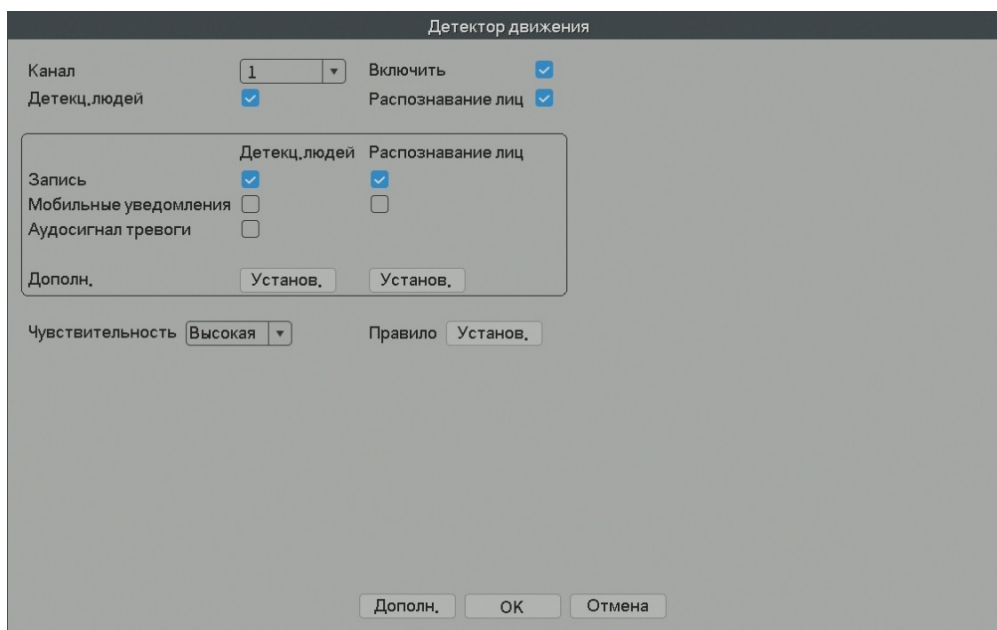 Детектор движения
Канал 1 Включить
Детекц.людей Распознавание лиц
Детекц.людей Распознавание лиц
Запись
Мобильные уведомления
Аудосигнал тревоги
Дополн. Установ. Установ.
Чувствительность Высокая Правило Установ.
Дополн. OK Отмена